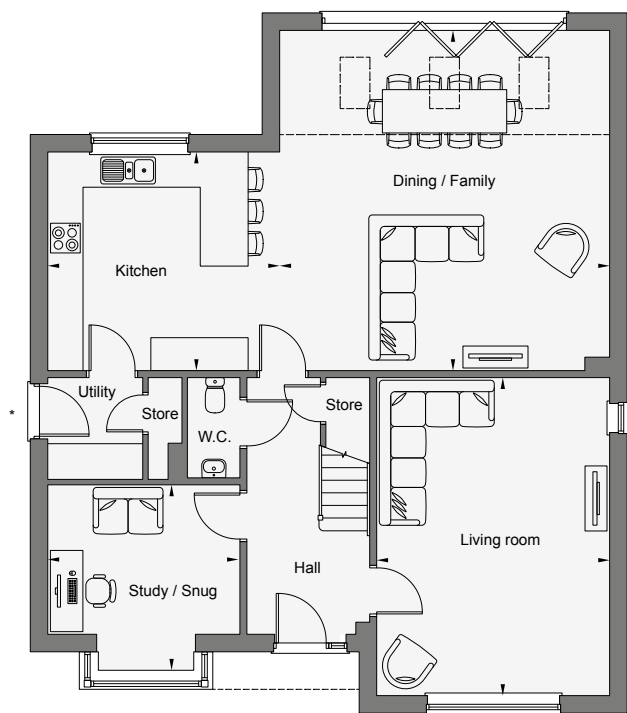 Dining / Family
Kitchen
Utility
Store
Store
*
W.C.
Living room
Hall
Study / Snug